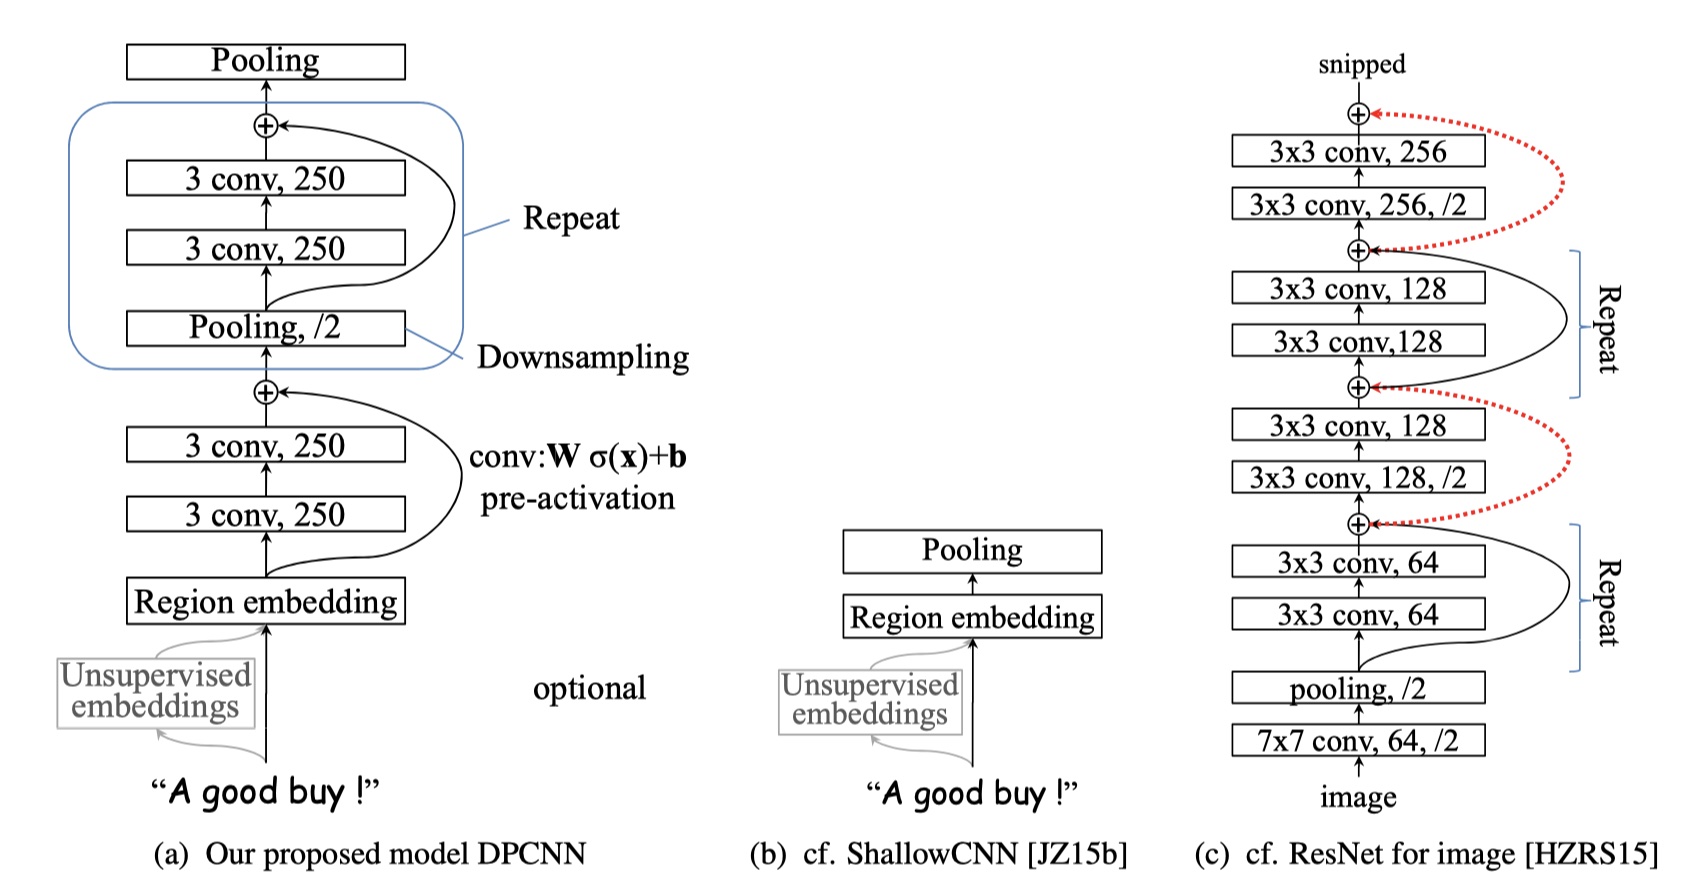 Pooling
3 conv, 250
3 conv, 250
Repeat
Pooling, /2
Downsampling
3 conv, 250
conv:W σ(x)+b
pre-activation
3 conv, 250
Region embedding
Unsupervised
embeddings
optional
“A good buy !”
(a) Our proposed model DPCNN
Pooling
Region embedding
Unsupervised
embeddings
“A good buy !”
(b) cf. ShallowCNN [JZ15b]
snipped
3x3 conv, 256
3x3 conv, 256, /2
3x3 conv, 128
3x3 conv,128
Repeat
3x3 conv, 128
3x3 conv, 128, /2
3x3 conv, 64
3x3 conv, 64
Repeat
pooling, /2
7x7 conv, 64, /2
image
(c) cf. ResNet for image [HZRS15]